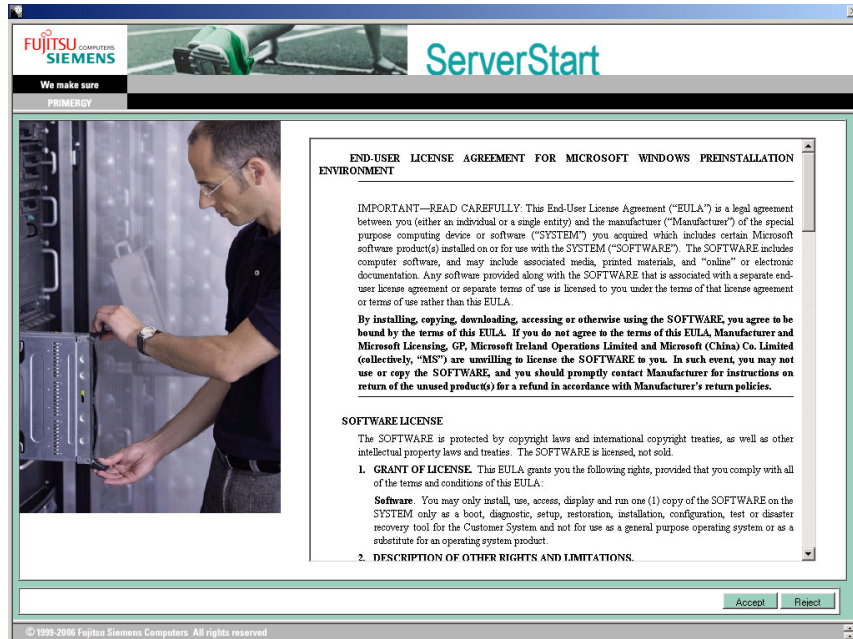 FUJITSU COMPUTERS
SIEMENS
ServerStart
We make sure
PRIMERGY
END-USER LICENSE AGREEMENT FOR MICROSOFT WINDOWS PREINSTALLATION
ENVIRONMENT
IMPORTANT—READ CAREFULLY: This End-User License Agreement (“EULA”) is a legal agreement
between you (either an individual or a single entity) and the manufacturer (“Manufacturer”) of the special
purpose computing device or software (“SYSTEM”) you acquired which includes certain Microsoft
software product(s) installed on or for use with the SYSTEM (“SOFTWARE”). The SOFTWARE includes
computer software, and may include associated media, printed materials, and “online” or electronic
documentation. Any software provided along with the SOFTWARE that is associated with a separate end-
user license agreement or separate terms of use is licensed to you under the terms of that license agreement
or terms of use rather than this EULA.
By installing, copying, downloading, accessing or otherwise using the SOFTWARE, you agree to be
bound by the terms of this EULA. If you do not agree to the terms of this EULA, Manufacturer and
Microsoft Licensing, GP, Microsoft Ireland Operations Limited and Microsoft (China) Co. Limited
(collectively, “MS”) are unwilling to license the SOFTWARE to you. In such event, you may not
use or copy the SOFTWARE, and you should promptly contact Manufacturer for instructions on
return of the unused product(s) for a refund in accordance with Manufacturer’s return policies.
SOFTWARE LICENSE
The SOFTWARE is protected by copyright laws and international copyright treaties, as well as other
intellectual property laws and treaties. The SOFTWARE is licensed, not sold.
1. GRANT OF LICENSE. This EULA grants you the following rights, provided that you comply with all
of the terms and conditions of this EULA:
Software. You may only install, use, access, display and run one (1) copy of the SOFTWARE on the
SYSTEM only as a boot, diagnostic, setup, restoration, installation, configuration, test or disaster
recovery tool for the Customer System and not for use as a general purpose operating system or as a
substitute for an operating system product.
2. DESCRIPTION OF OTHER RIGHTS AND LIMITATIONS.
Accept Reject
© 1999-2006 Fujitsu Siemens Computers All rights reserved